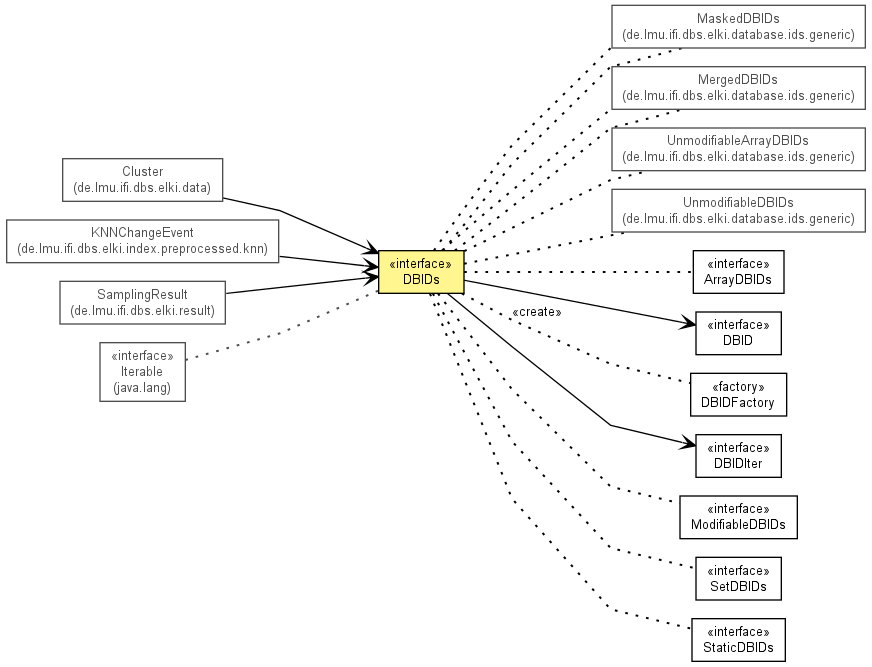 MaskedDBIDs
(de.lmu.ifi.dbs.elki.database.ids.generic)
MergedDBIDs
(de.lmu.ifi.dbs.elki.database.ids.generic)
UnmodifiableArrayDBIDs
(de.lmu.ifi.dbs.elki.database.ids.generic)
UnmodifiableDBIDs
(de.lmu.ifi.dbs.elki.database.ids.generic)
Cluster
(de.lmu.ifi.dbs.elki.data)
KNNChangeEvent
(de.lmu.ifi.dbs.elki.index.preprocessed.knn)
SamplingResult
(de.lmu.ifi.dbs.elki.result)
«interface»
Iterable
(java.lang)
«interface»
DBIDs
«create»
«interface»
ArrayDBIDs
«interface»
DBID
«factory»
DBIDFactory
«interface»
DBIDIter
«interface»
ModifiableDBIDs
«interface»
SetDBIDs
«interface»
StaticDBIDs